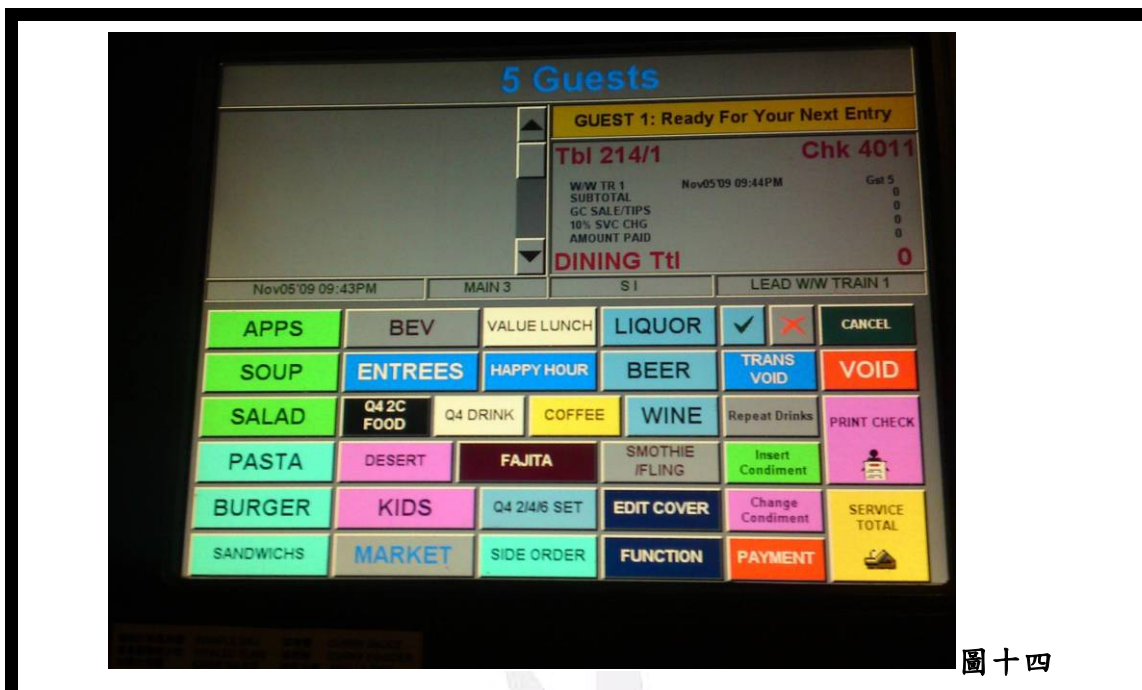 5 Guests
GUEST 1: Ready For Your Next Entry
Tbl 214/1 Chk 4011
W/W TR 1 Nov05'09 09:44PM Gst 5
SUBTOTAL 0
GC SALE/TIPS 0
10% SVC CHG 0
AMOUNT PAID 0
DINING Ttl 0
Nov05'09 09:43PM MAIN 3 S I LEAD W/W TRAIN 1
APPS BEV VALUE LUNCH LIQUOR CANCEL
SOUP ENTREES HAPPY HOUR BEER TRANS VOID VOID
SALAD Q4 2C FOOD Q4 DRINK COFFEE WINE Repeat Drinks PRINT CHECK
PASTA DESERT FAJITA SMOTHIE /FLING Insert Condiment
BURGER KIDS Q4 2/4/6 SET EDIT COVER Change Condiment SERVICE TOTAL
SANDWICHS MARKET SIDE ORDER FUNCTION PAYMENT
圖十四